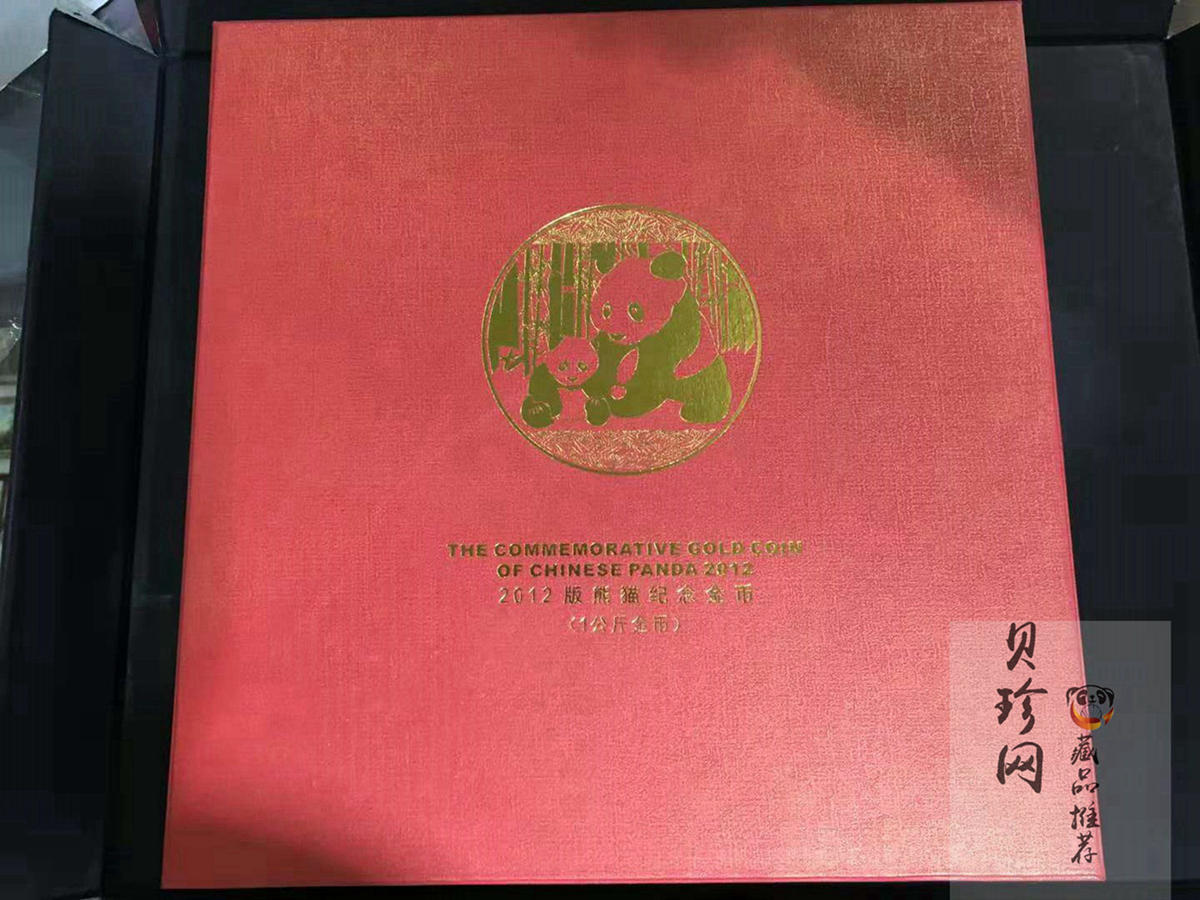 THE COMMEMORATIVE GOLD COIN
OF CHINESE PANDA 2012
2012 版熊猫纪念金币
（1公斤金币）
贝珍网
藏品推荐